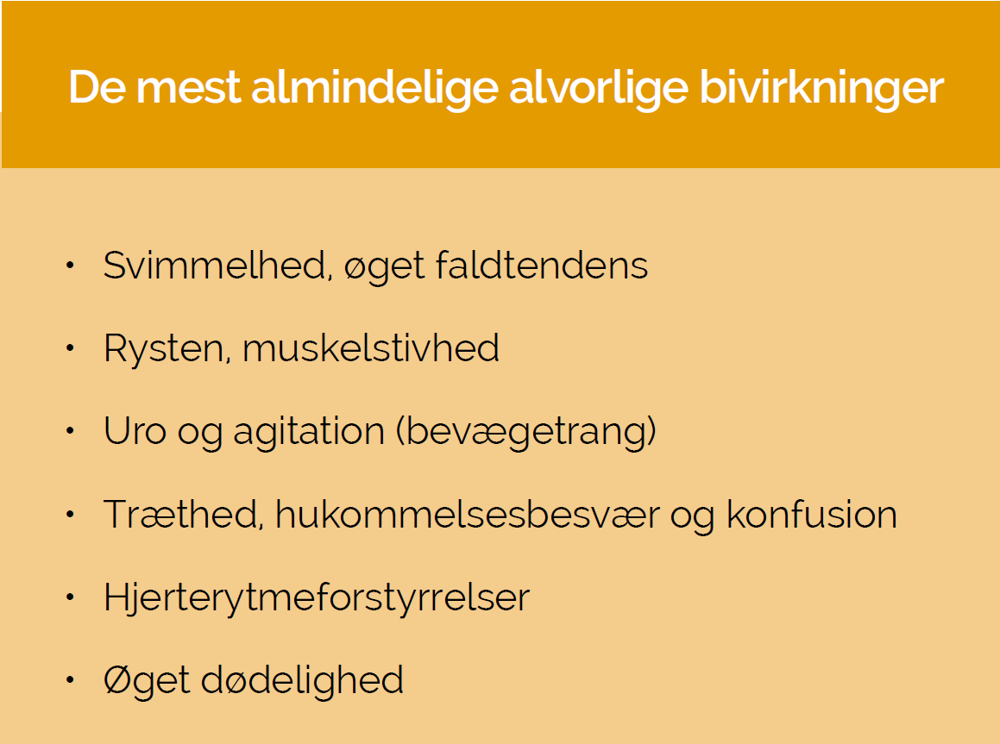 De mest almindelige alvorlige bivirkninger
• Svimmelhed, øget faldtendens
• Rysten, muskelstivhed
• Uro og agitation (bevægetrang)
• Træthed, hukommelsesbesvær og konfusion
• Hjerterytmeforstyrrelser
• Øget dødelighed